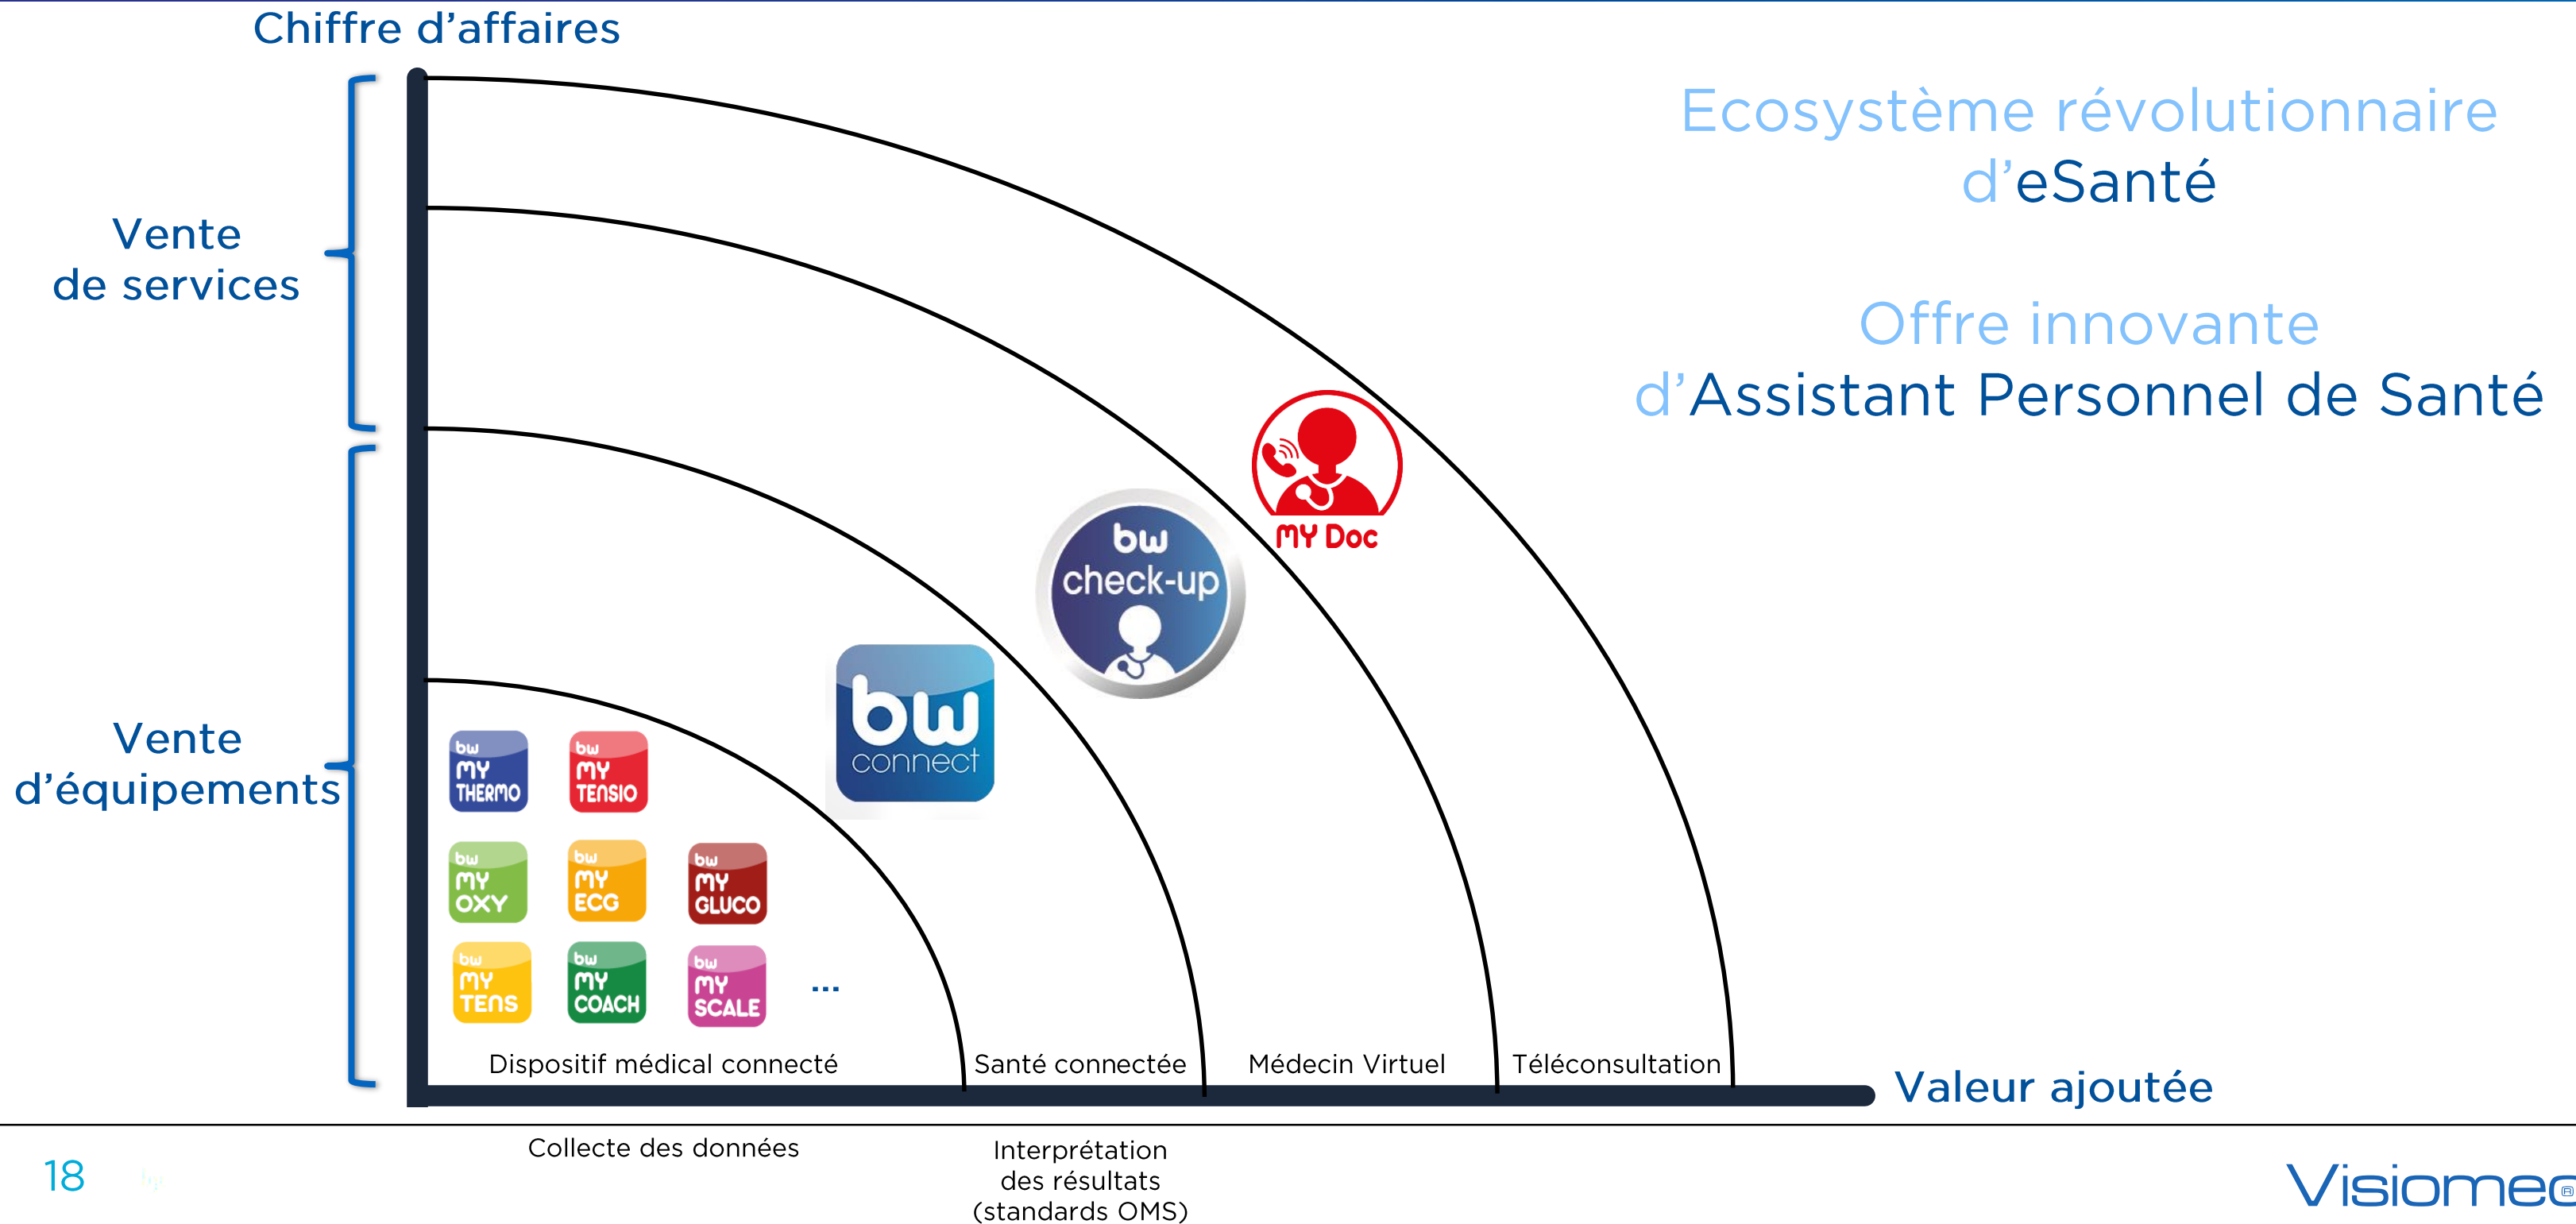 Chiffre d’affaires
Ecosystème révolutionnaire
d’eSanté
Offre innovante
d’Assistant Personnel de Santé
Vente
de services
Vente
d’équipements
MY Doc
bw
check-up
bw
connect
bw
MY
THERMO
bw
MY
TENSIO
bw
MY
OXY
bw
MY
ECG
bw
MY
GLUCO
bw
MY
TENS
bw
MY
COACH
bw
MY
SCALE
...
Dispositif médical connecté
Santé connectée
Médecin Virtuel
Téléconsultation
Valeur ajoutée
Collecte des données
Interprétation
des résultats
(standards OMS)
18